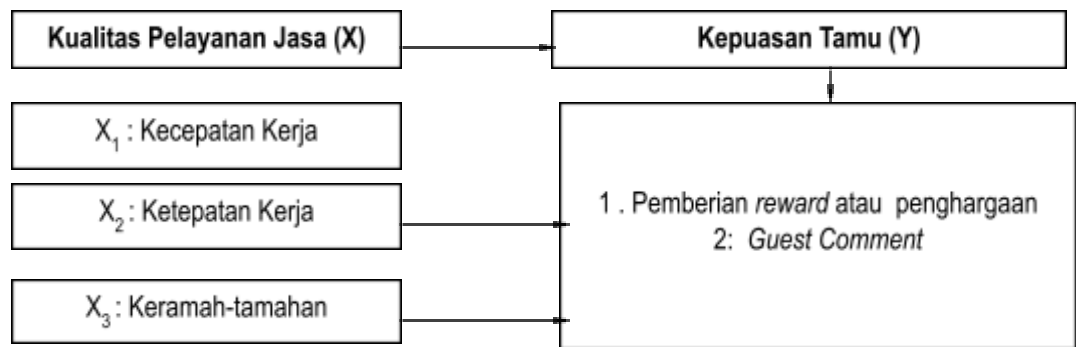 Kualitas Pelayanan Jasa (X)
Kepuasan Tamu (Y)
X₁ : Kecepatan Kerja
X₂ : Ketepatan Kerja
X₃ : Keramah-tamahan
1 . Pemberian reward atau penghargaan
2: Guest Comment